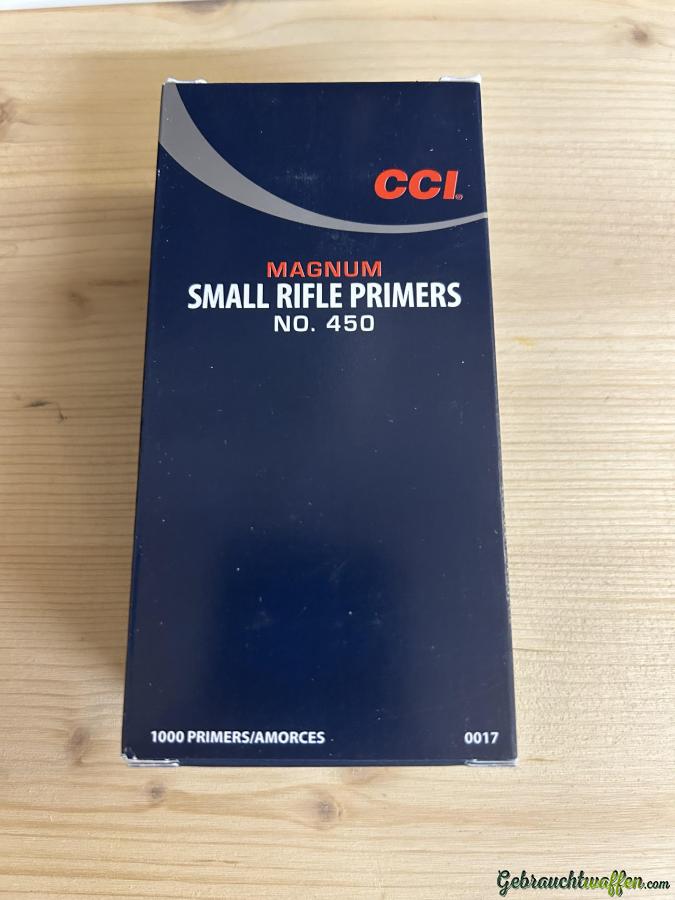 CCI®
MAGNUM
SMALL RIFLE PRIMERS
NO. 450
1000 PRIMERS/AMORCES 0017
Gebrauchtwaffen.com